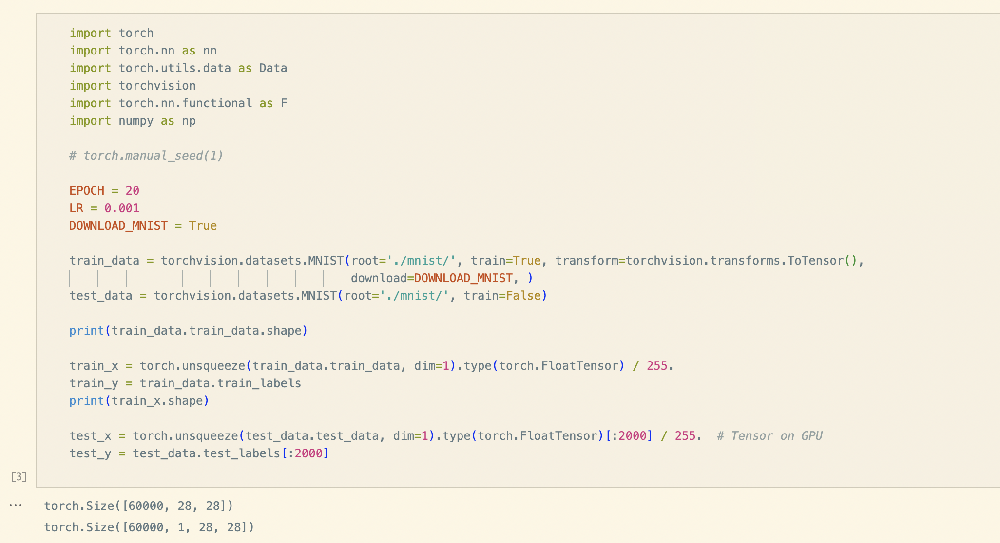 import torch
import torch.nn as nn
import torch.utils.data as Data
import torchvision
import torch.nn.functional as F
import numpy as np
# torch.manual_seed(1)
EPOCH = 20
LR = 0.001
DOWNLOAD_MNIST = True
train_data = torchvision.datasets.MNIST(root='./mnist/', train=True, transform=torchvision.transforms.ToTensor(),
download=DOWNLOAD_MNIST, )
test_data = torchvision.datasets.MNIST(root='./mnist/', train=False)
print(train_data.train_data.shape)
train_x = torch.unsqueeze(train_data.train_data, dim=1).type(torch.FloatTensor) / 255.
train_y = train_data.train_labels
print(train_x.shape)
test_x = torch.unsqueeze(test_data.test_data, dim=1).type(torch.FloatTensor)[:2000] / 255.  # Tensor on GPU
test_y = test_data.test_labels[:2000]
[3]
... torch.Size([60000, 28, 28])
torch.Size([60000, 1, 28, 28])